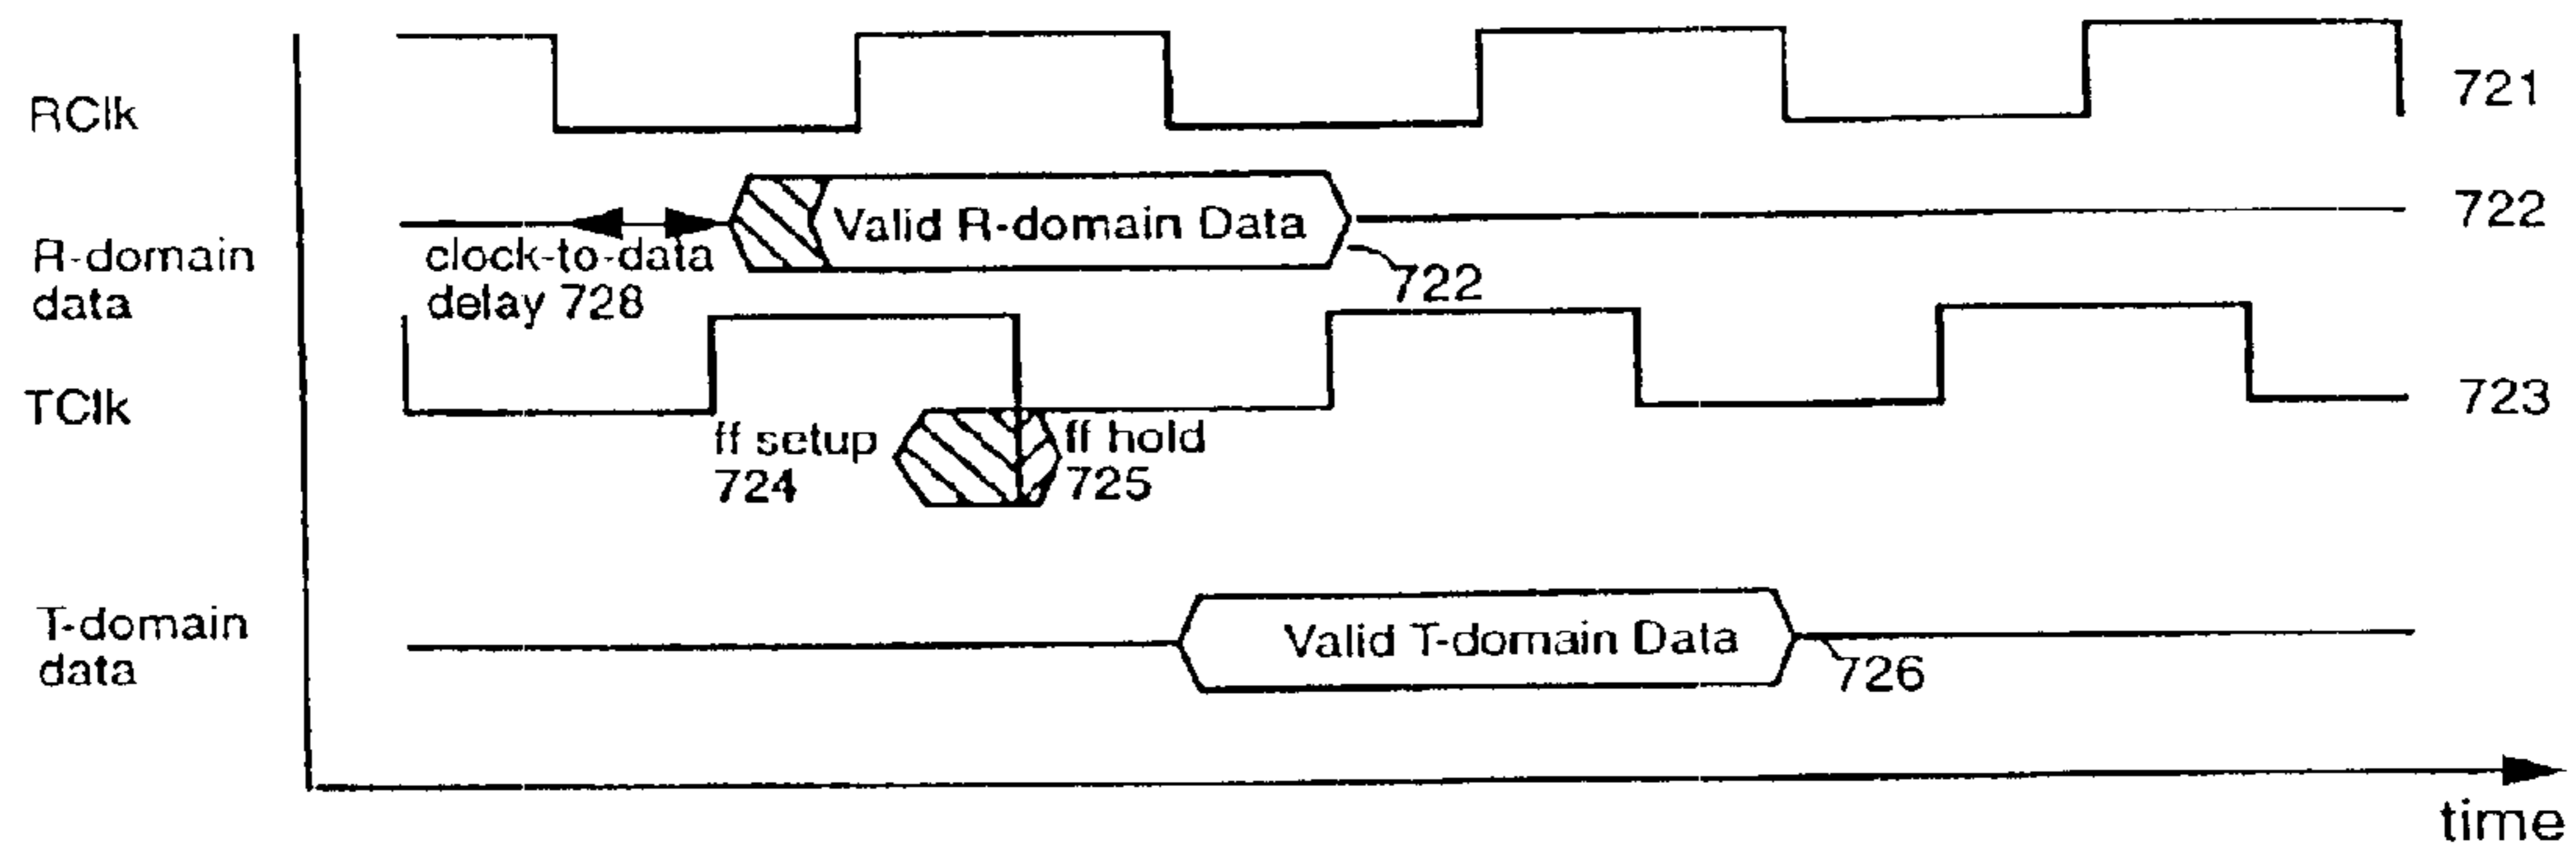 RClk
721
Valid R-domain Data
722
R-domain
data
clock-to-data
delay 728
722
TClk
723
ff setup
724
ff hold
725
T-domain
data
Valid T-domain Data
726
time